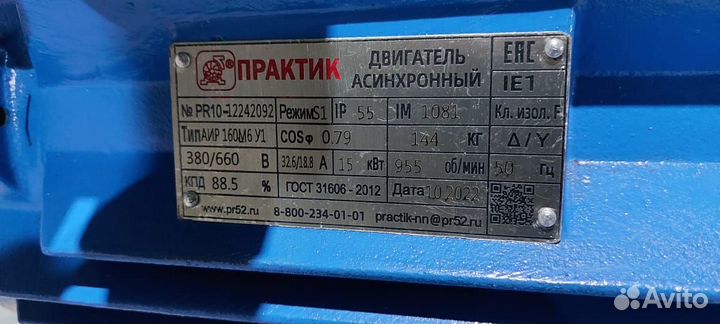 ПРАКТИК ДВИГАТЕЛЬ АСИНХРОННЫЙ EAC IE1
№ PR10-12242092 Режим S1 IP 55 IM 1081 Кл. изол. F
Тип АИР 160М6 У1 COSφ 0.79 144 кг Δ/Y
380/660 В 32.6/18.8 А 15 кВт 955 об/мин 50 Гц
КПД 88.5 % ГОСТ 31606-2012 Дата 10.2022
www.pr52.ru 8-800-234-01-01 practik-nn@pr52.ru
Avito